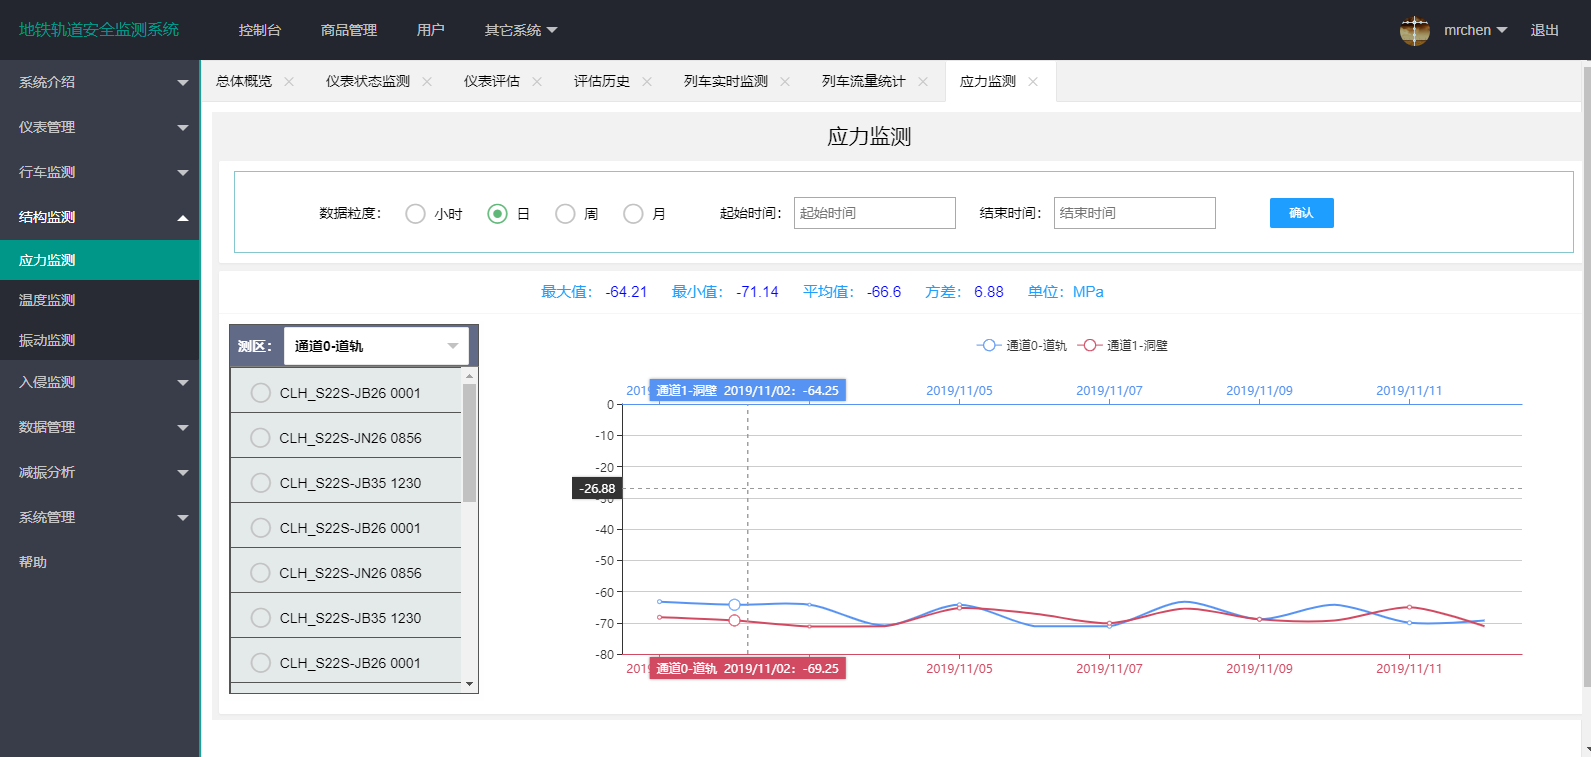 地铁轨道安全监测系统
控制台
商品管理
用户
其它系统
mrchen
退出
系统介绍
仪表管理
行车监测
结构监测
应力监测
温度监测
振动监测
入侵监测
数据管理
减振分析
系统管理
帮助
总体概览
仪表状态监测
仪表评估
评估历史
列车实时监测
列车流量统计
应力监测
应力监测
数据粒度：
小时
日
周
月
起始时间：
起始时间
结束时间：
结束时间
确认
最大值： -64.21
最小值： -71.14
平均值： -66.6
方差： 6.88
单位：MPa
测区：
通道0-道轨
CLH_S22S-JB26 0001
CLH_S22S-JN26 0856
CLH_S22S-JB35 1230
CLH_S22S-JB26 0001
CLH_S22S-JN26 0856
CLH_S22S-JB35 1230
CLH_S22S-JB26 0001
通道0-道轨
通道1-洞壁
通道1-洞壁 2019/11/02：-64.25
2019/11/05
2019/11/07
2019/11/09
2019/11/11
0
-10
-20
-26.88
-40
-50
-60
-70
-80
通道0-道轨 2019/11/02：-69.25
2019/11/05
2019/11/07
2019/11/09
2019/11/11